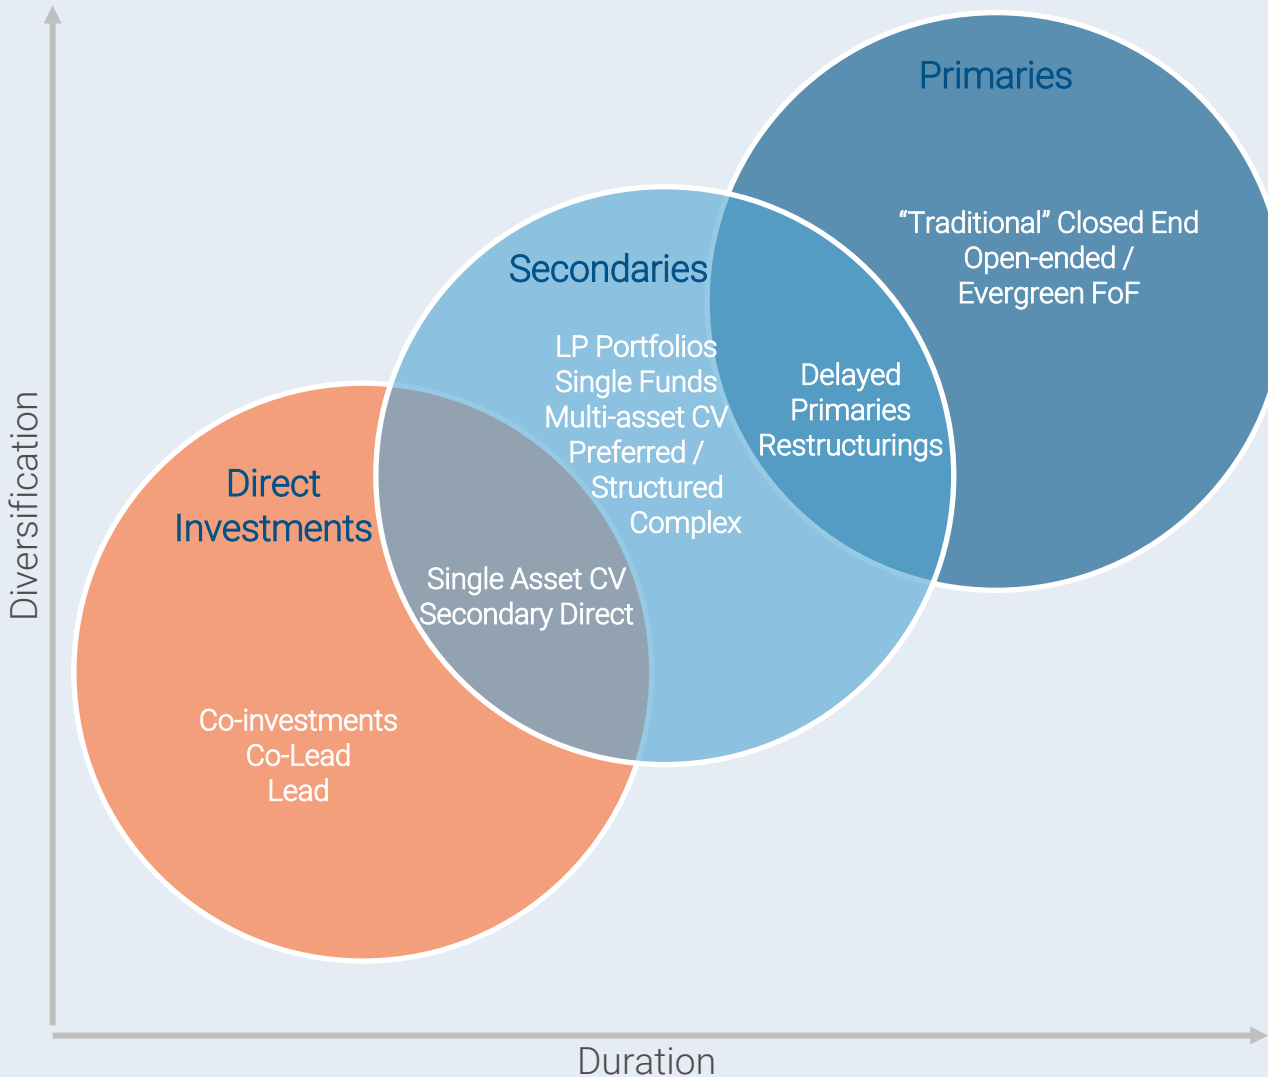 Primaries
“Traditional” Closed End
Open-ended /
Evergreen FoF
Secondaries
LP Portfolios
Single Funds
Multi-asset CV
Preferred /
Structured
Complex
Delayed
Primaries
Restructurings
Direct
Investments
Single Asset CV
Secondary Direct
Co-investments
Co-Lead
Lead
Diversification
Duration